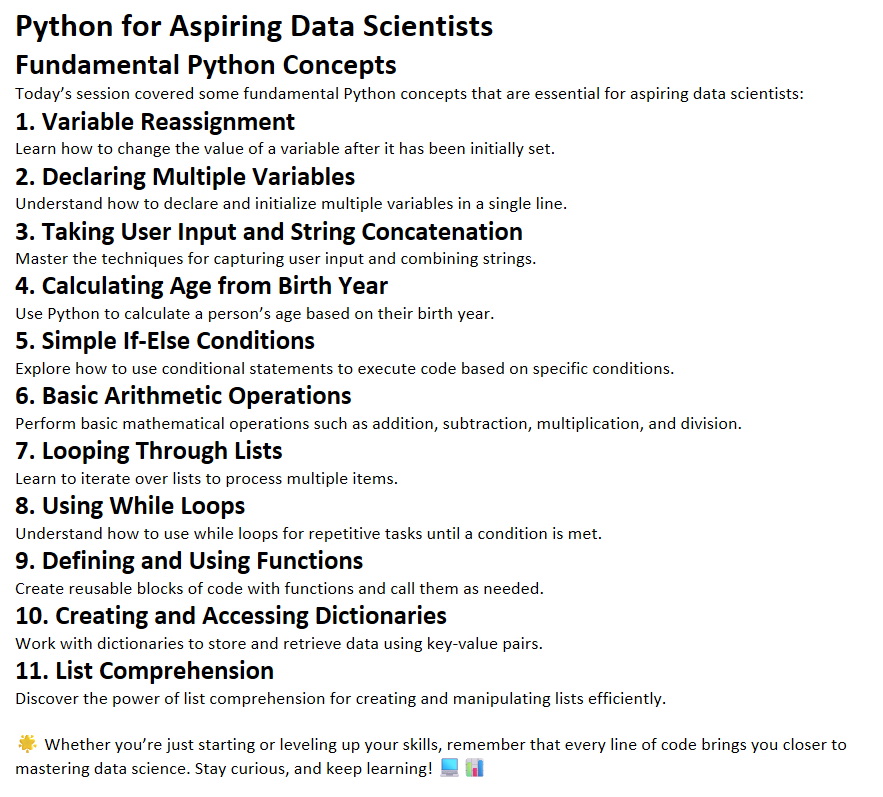 Python for Aspiring Data Scientists
Fundamental Python Concepts
Today’s session covered some fundamental Python concepts that are essential for aspiring data scientists:
1. Variable Reassignment
Learn how to change the value of a variable after it has been initially set.
2. Declaring Multiple Variables
Understand how to declare and initialize multiple variables in a single line.
3. Taking User Input and String Concatenation
Master the techniques for capturing user input and combining strings.
4. Calculating Age from Birth Year
Use Python to calculate a person’s age based on their birth year.
5. Simple If-Else Conditions
Explore how to use conditional statements to execute code based on specific conditions.
6. Basic Arithmetic Operations
Perform basic mathematical operations such as addition, subtraction, multiplication, and division.
7. Looping Through Lists
Learn to iterate over lists to process multiple items.
8. Using While Loops
Understand how to use while loops for repetitive tasks until a condition is met.
9. Defining and Using Functions
Create reusable blocks of code with functions and call them as needed.
10. Creating and Accessing Dictionaries
Work with dictionaries to store and retrieve data using key-value pairs.
11. List Comprehension
Discover the power of list comprehension for creating and manipulating lists efficiently.
🌟 Whether you’re just starting or leveling up your skills, remember that every line of code brings you closer to
mastering data science. Stay curious, and keep learning! 💻 📊